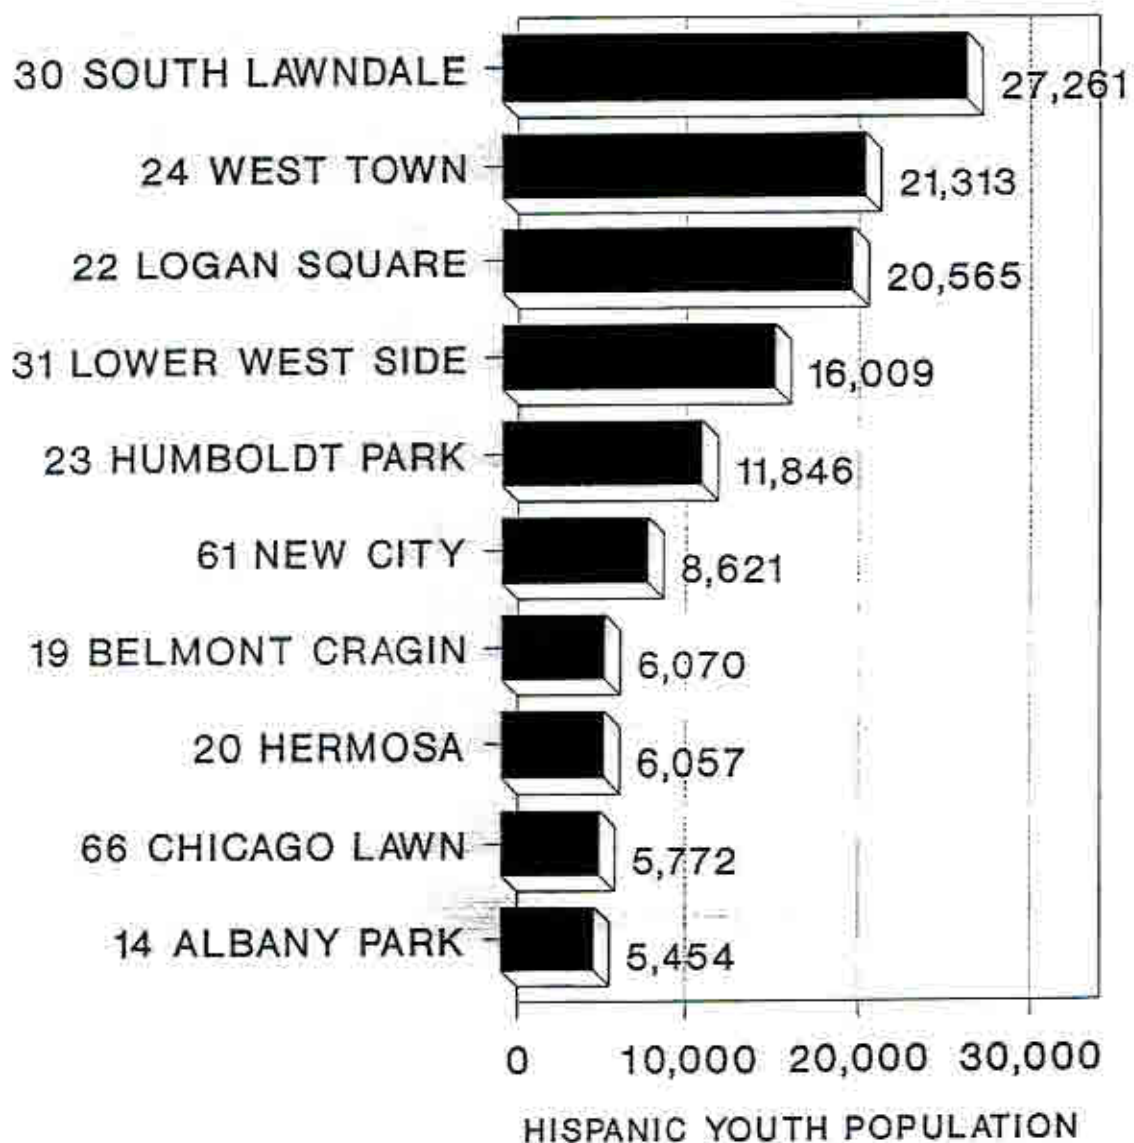 30 SOUTH LAWNDALE 27,261
24 WEST TOWN 21,313
22 LOGAN SQUARE 20,565
31 LOWER WEST SIDE 16,009
23 HUMBOLDT PARK 11,846
61 NEW CITY 8,621
19 BELMONT CRAGIN 6,070
20 HERMOSA 6,057
66 CHICAGO LAWN 5,772
14 ALBANY PARK 5,454
0 10,000 20,000 30,000
HISPANIC YOUTH POPULATION